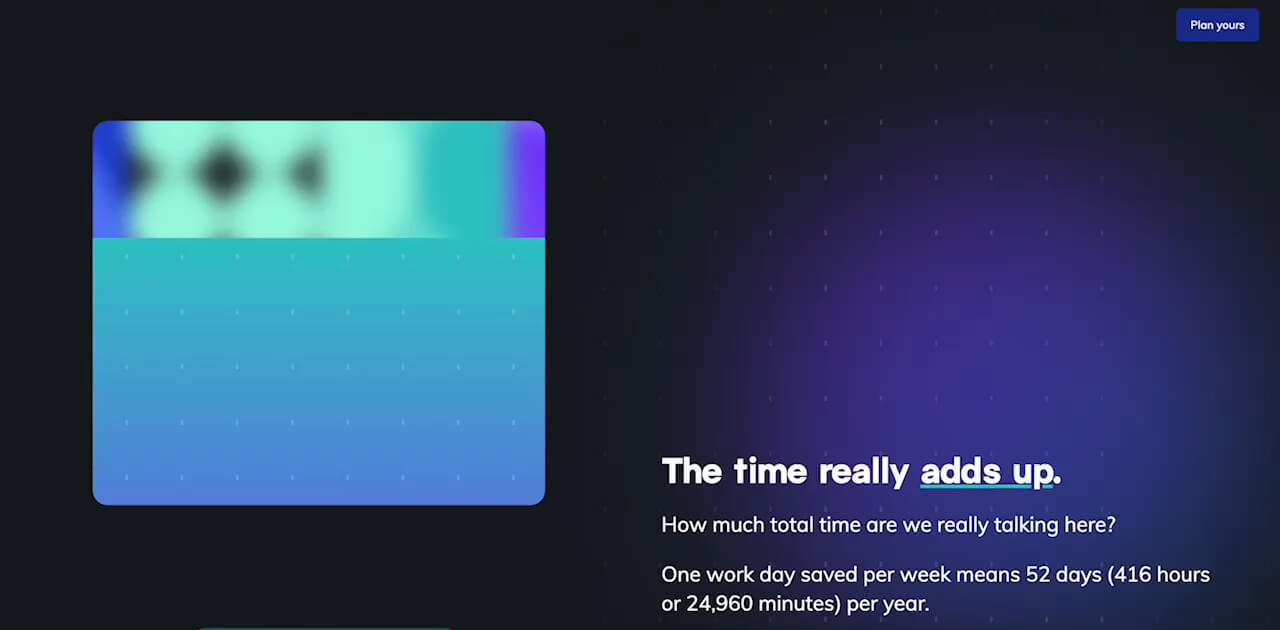 Plan yours
The time really adds up.
How much total time are we really talking here?
One work day saved per week means 52 days (416 hours
or 24,960 minutes) per year.